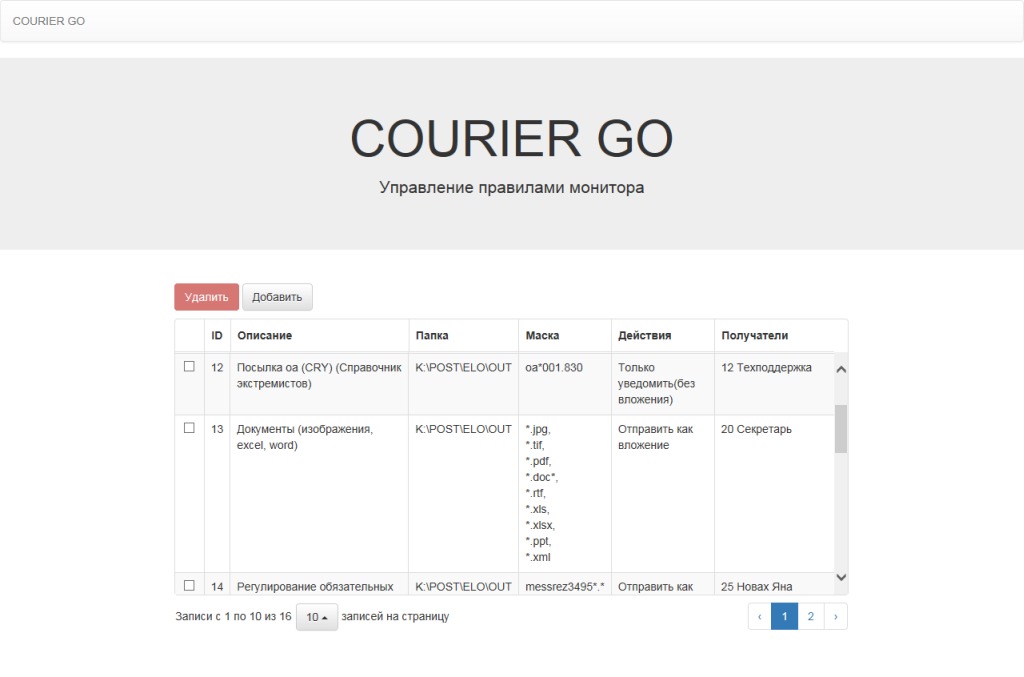 COURIER GO
COURIER GO
Управление правилами монитора
Удалить Добавить
ID Описание Папка Маска Действия Получатели
12 Посылка оа (CRY) (Справочник K:\POST\ELO\OUT oa*001.830 Только 12 Техподдержка
экстремистов) уведомить(без
вложения)
13 Документы (изображения, K:\POST\ELO\OUT *.jpg, Отправить как 20 Секретарь
excel, word) *.tif, вложение
*.pdf,
*.doc*,
*.rtf,
*.xls,
*.xlsx,
*.ppt,
*.xml
14 Регулирование обязательных K:\POST\ELO\OUT messrez3495*.* Отправить как 25 Новах Яна
Записи с 1 по 10 из 16 10 записей на страницу ‹ 1 2 ›